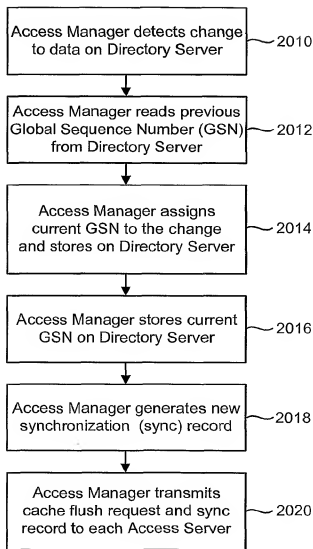 Access Manager detects change
to data on Directory Server
2010
Access Manager reads previous
Global Sequence Number (GSN)
from Directory Server
2012
Access Manager assigns
current GSN to the change
and stores on Directory Server
2014
Access Manager stores current
GSN on Directory Server
2016
Access Manager generates new
synchronization (sync) record
2018
Access Manager transmits
cache flush request and sync
record to each Access Server
2020